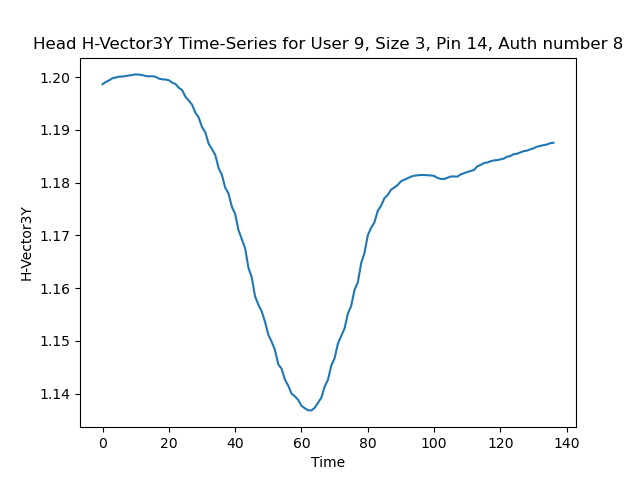 Head H-Vector3Y Time-Series for User 9, Size 3, Pin 14, Auth number 8
1.20
1.19
1.18
1.17
1.16
1.15
1.14
H-Vector3Y
0 20 40 60 80 100 120 140
Time